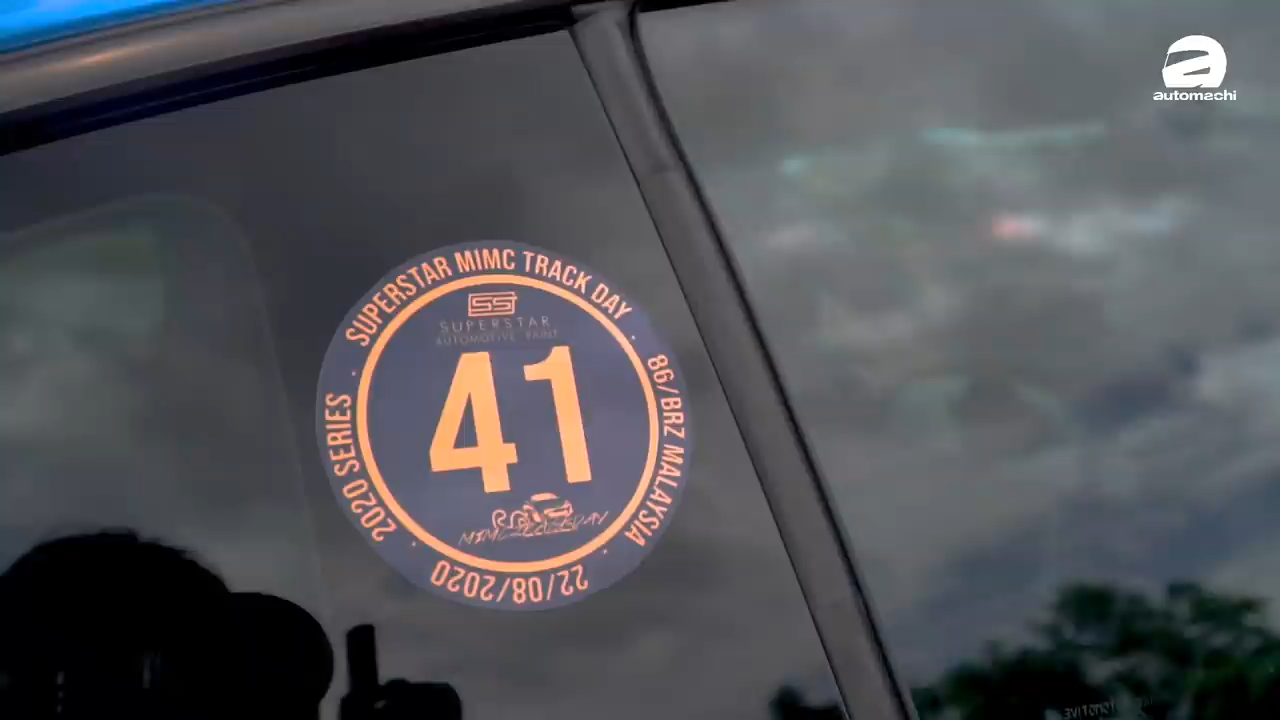 automachi
SUPERSTAR MIMC TRACK DAY
86/BRZ MALAYSIA
22/08/2020
2020 SERIES
SUPERSTAR
AUTOMOTIVE PAINT
41